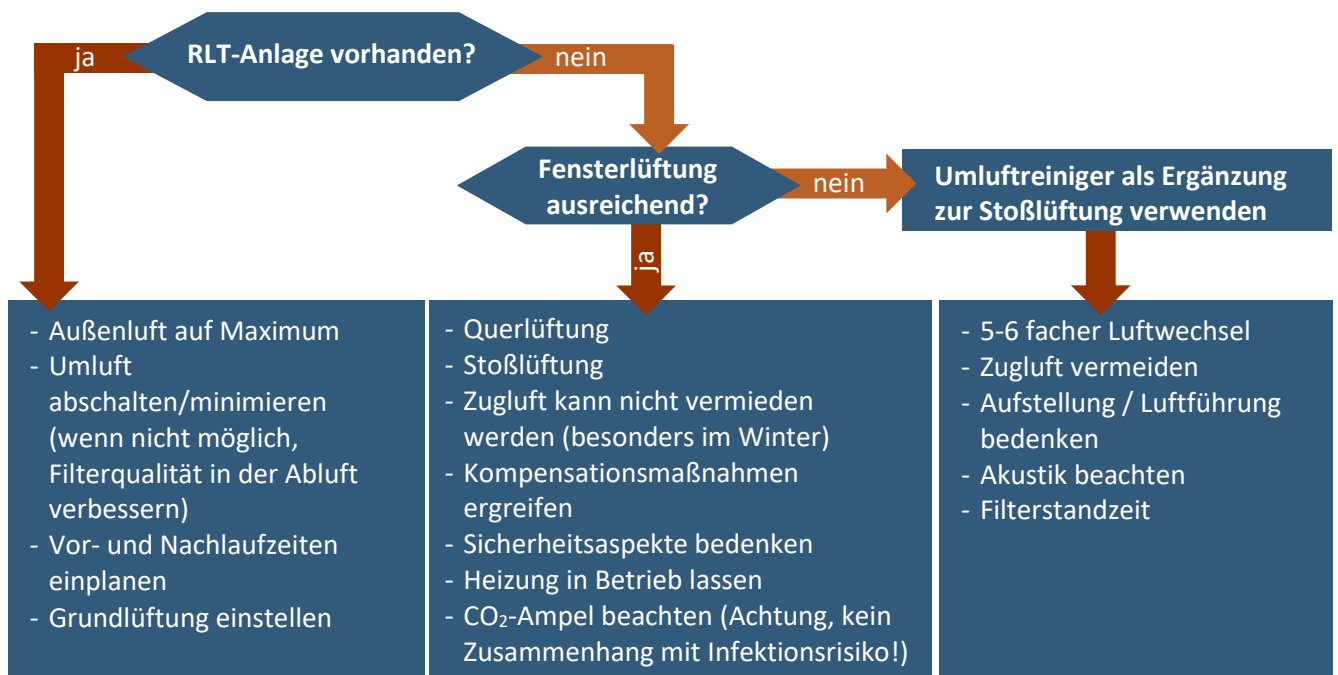 RLT-Anlage vorhanden?
ja
nein
Fensterlüftung
ausreichend?
nein
Umluftreiniger als Ergänzung
zur Stoßlüftung verwenden
ja
- Außenluft auf Maximum
- Umluft
abschalten/minimieren
(wenn nicht möglich,
Filterqualität in der Abluft
verbessern)
- Vor- und Nachlaufzeiten
einplanen
- Grundlüftung einstellen
- Querlüftung
- Stoßlüftung
- Zugluft kann nicht vermieden
werden (besonders im Winter)
- Kompensationsmaßnahmen
ergreifen
- Sicherheitsaspekte bedenken
- Heizung in Betrieb lassen
- CO₂-Ampel beachten (Achtung, kein
Zusammenhang mit Infektionsrisiko!)
- 5-6 facher Luftwechsel
- Zugluft vermeiden
- Aufstellung / Luftführung
bedenken
- Akustik beachten
- Filterstandzeit